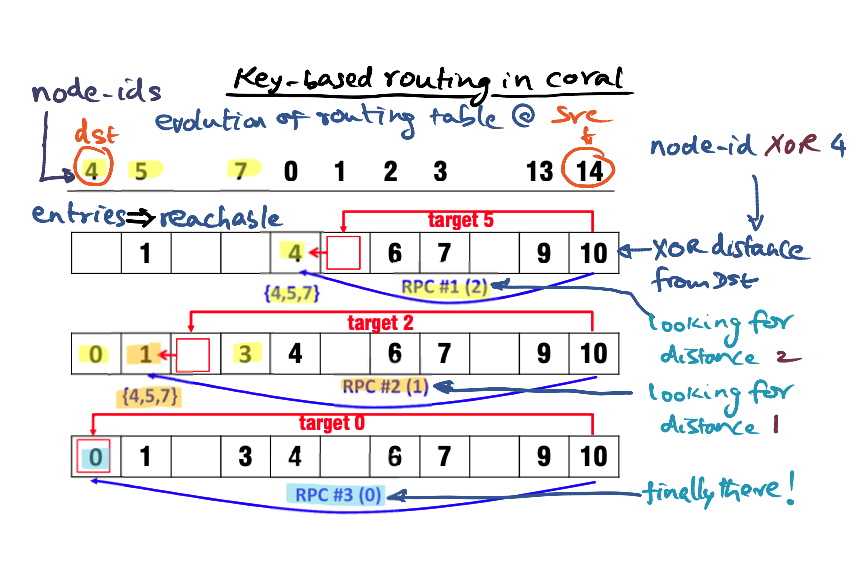 Key-based routing in coral
node-ids
evolution of routing table @ src
dst
node-id XOR 4
4 5 7 0 1 2 3 13 14
entries⇒reachable
target 5
1 4 6 7 9 10
XOR distance
from Dst
{4,5,7}
RPC #1 (2)
looking for
distance 2
target 2
0 1 3 4 6 7 9 10
{4,5,7}
RPC #2 (1)
looking for
distance 1
target 0
0 1 3 4 6 7 9 10
RPC #3 (0)
finally there!